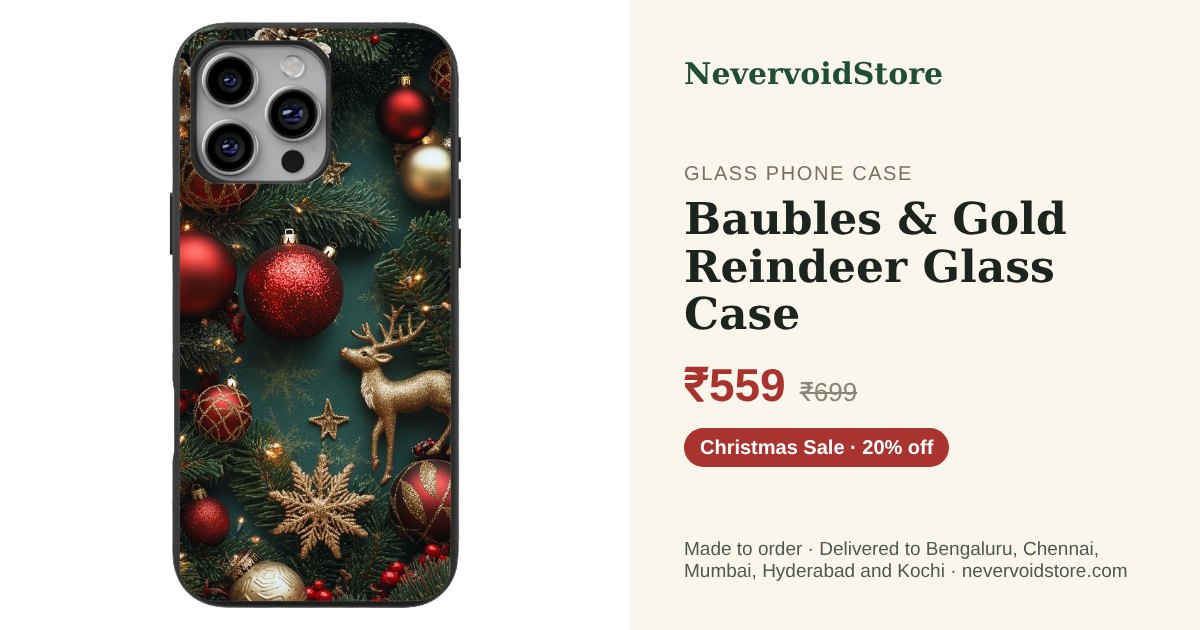 NevervoidStore
GLASS PHONE CASE
Baubles & Gold
Reindeer Glass
Case
₹559 ₹699
Christmas Sale · 20% off
Made to order · Delivered to Bengaluru, Chennai,
Mumbai, Hyderabad and Kochi · nevervoidstore.com